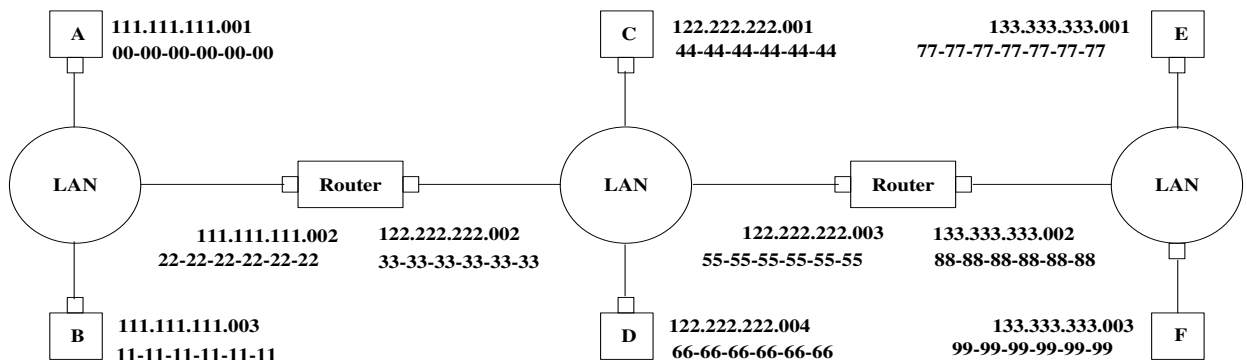 A
111.111.111.001
00-00-00-00-00-00
C
122.222.222.001
44-44-44-44-44-44
133.333.333.001
77-77-77-77-77-77-77
E
LAN
Router
LAN
Router
LAN
111.111.111.002
22-22-22-22-22-22
122.222.222.002
33-33-33-33-33-33
122.222.222.003
55-55-55-55-55-55
133.333.333.002
88-88-88-88-88-88
B
111.111.111.003
11-11-11-11-11-11
D
122.222.222.004
66-66-66-66-66-66
133.333.333.003
99-99-99-99-99-99
F